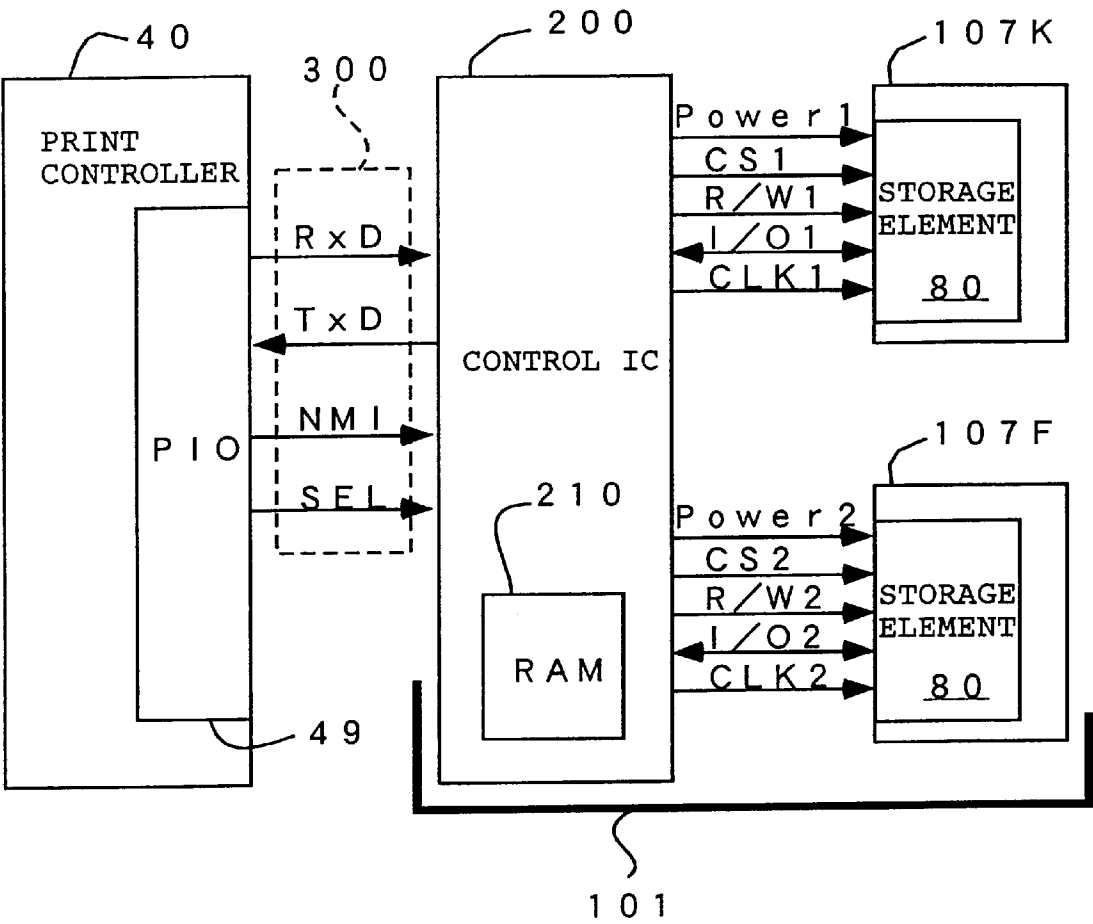 40
300
200
107K
PRINT
CONTROLLER
RxD
TxD
NMI
SEL
PIO
49
CONTROL IC
210
RAM
Power1
CS1
R/W1
I/O1
CLK1
STORAGE
ELEMENT
80
107F
Power2
CS2
R/W2
I/O2
CLK2
STORAGE
ELEMENT
80
101